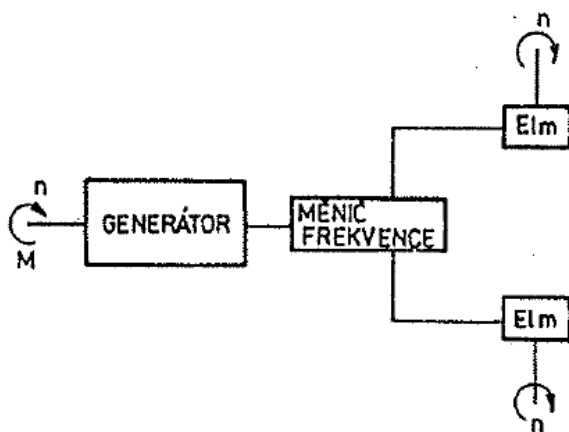 n
Elm
n
M
GENERÁTOR
MĚNIČ
FREKVENCE
Elm
n